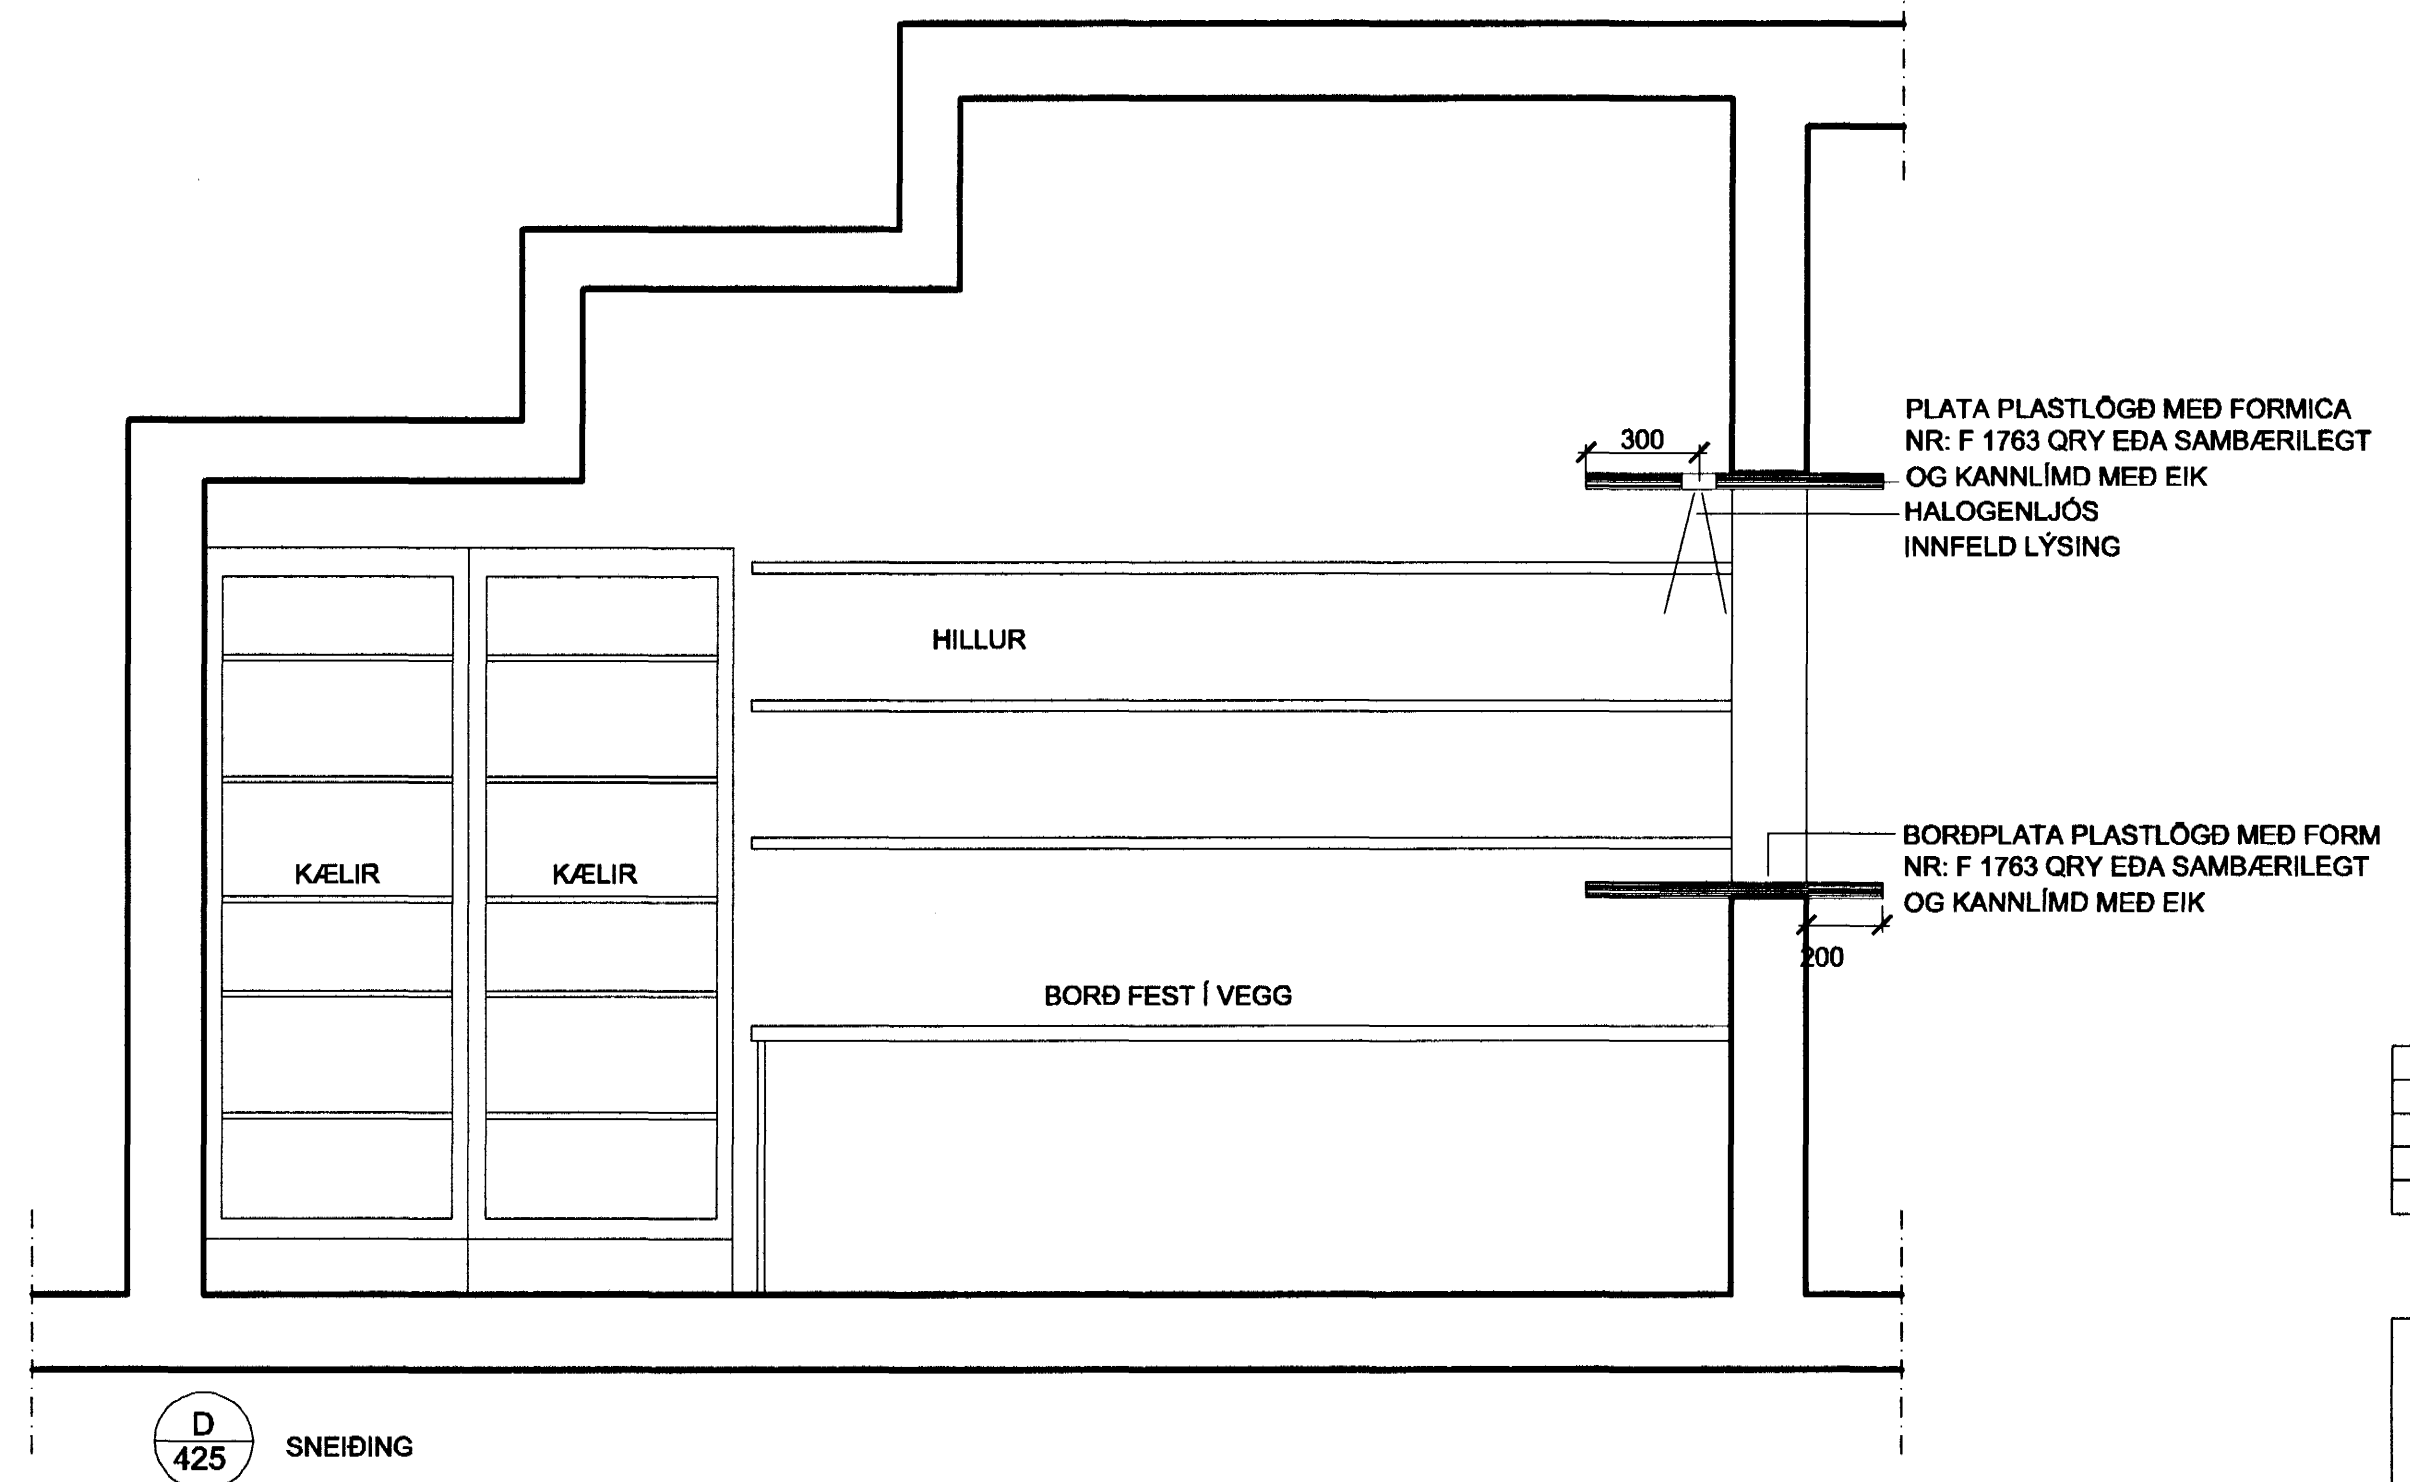 300
PLATA PLASTLÖGÐ MEÐ FORMICA
NR: F 1763 QRY EÐA SAMBÆRILEGT
OG KANNLÍMD MEÐ EIK
HALOGENLJÓS
INNFELD LÝSING
HILLUR
KÆLIR
KÆLIR
BORÐPLATA PLASTLÖGÐ MEÐ FORM
NR: F 1763 QRY EÐA SAMBÆRILEGT
OG KANNLÍMD MEÐ EIK
200
BORÐ FEST Í VEGG
D
425
SNEIÐING